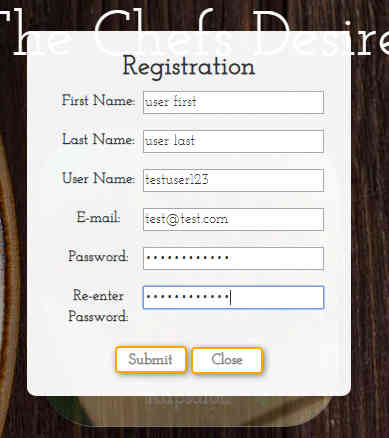 The Chefs Desire
Registration
First Name: user first
Last Name: user last
User Name: testuser123
E-mail: test@test.com
Password: ••••••••••••
Re-enter Password: ••••••••••••
Submit Close